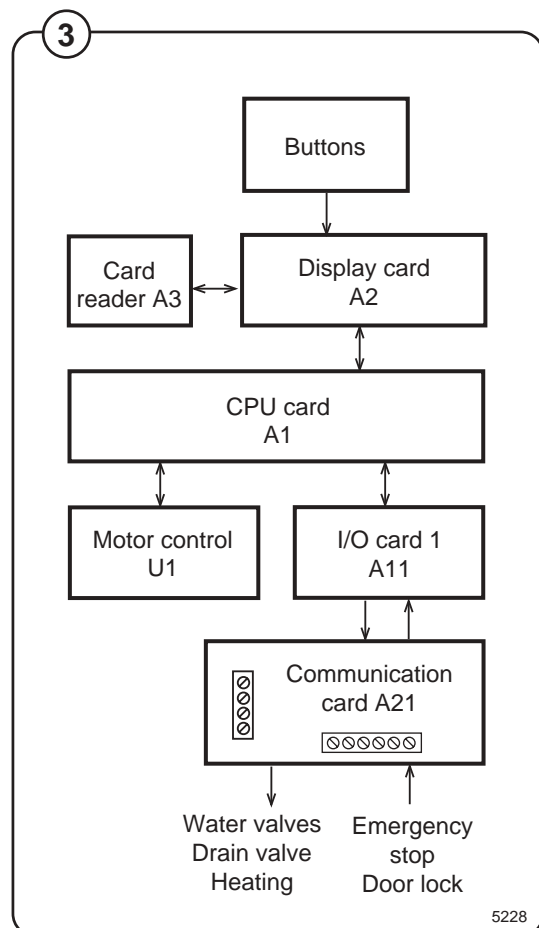 3
Buttons
Card
reader A3
Display card
A2
CPU card
A1
Motor control
U1
I/O card 1
A11
Communication
card A21
Water valves
Drain valve
Heating
Emergency
stop
Door lock
5228